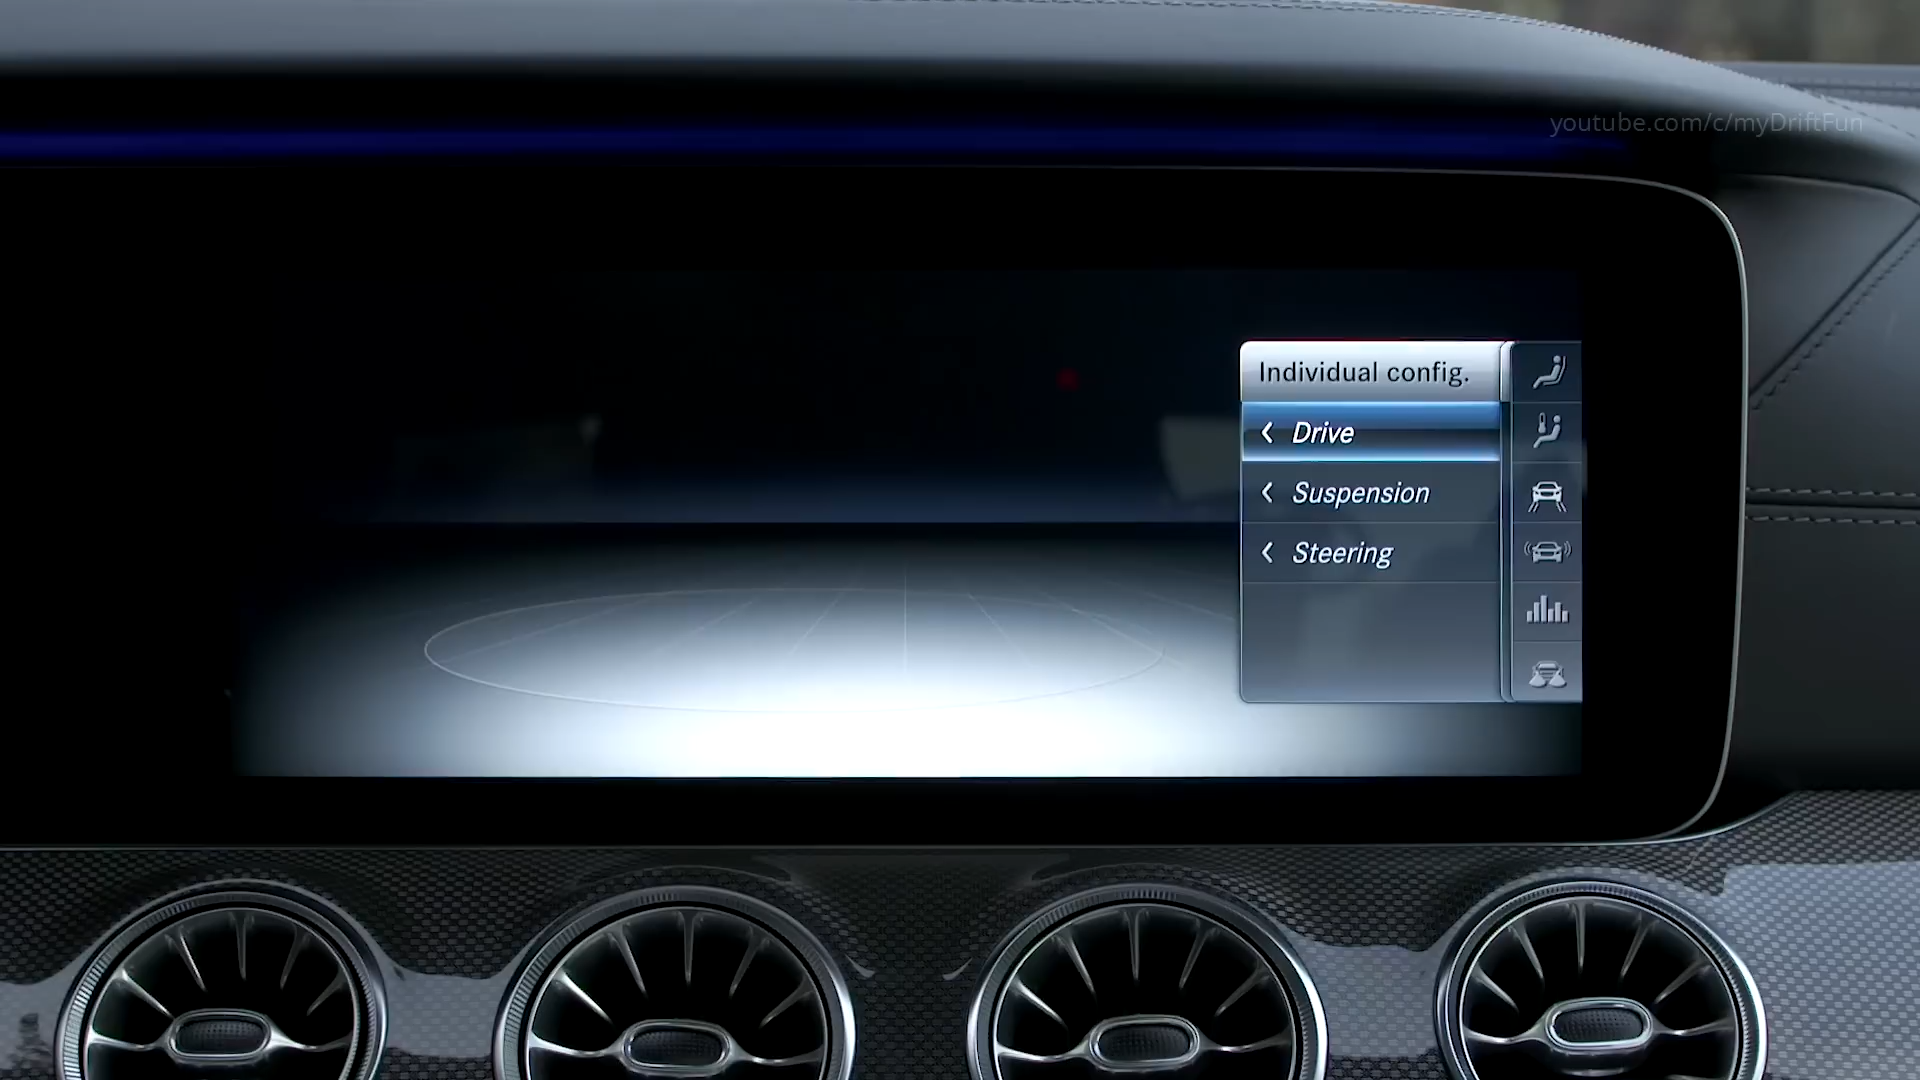 youtube.com/c/myDriftFun
Individual config.
Drive
Suspension
Steering